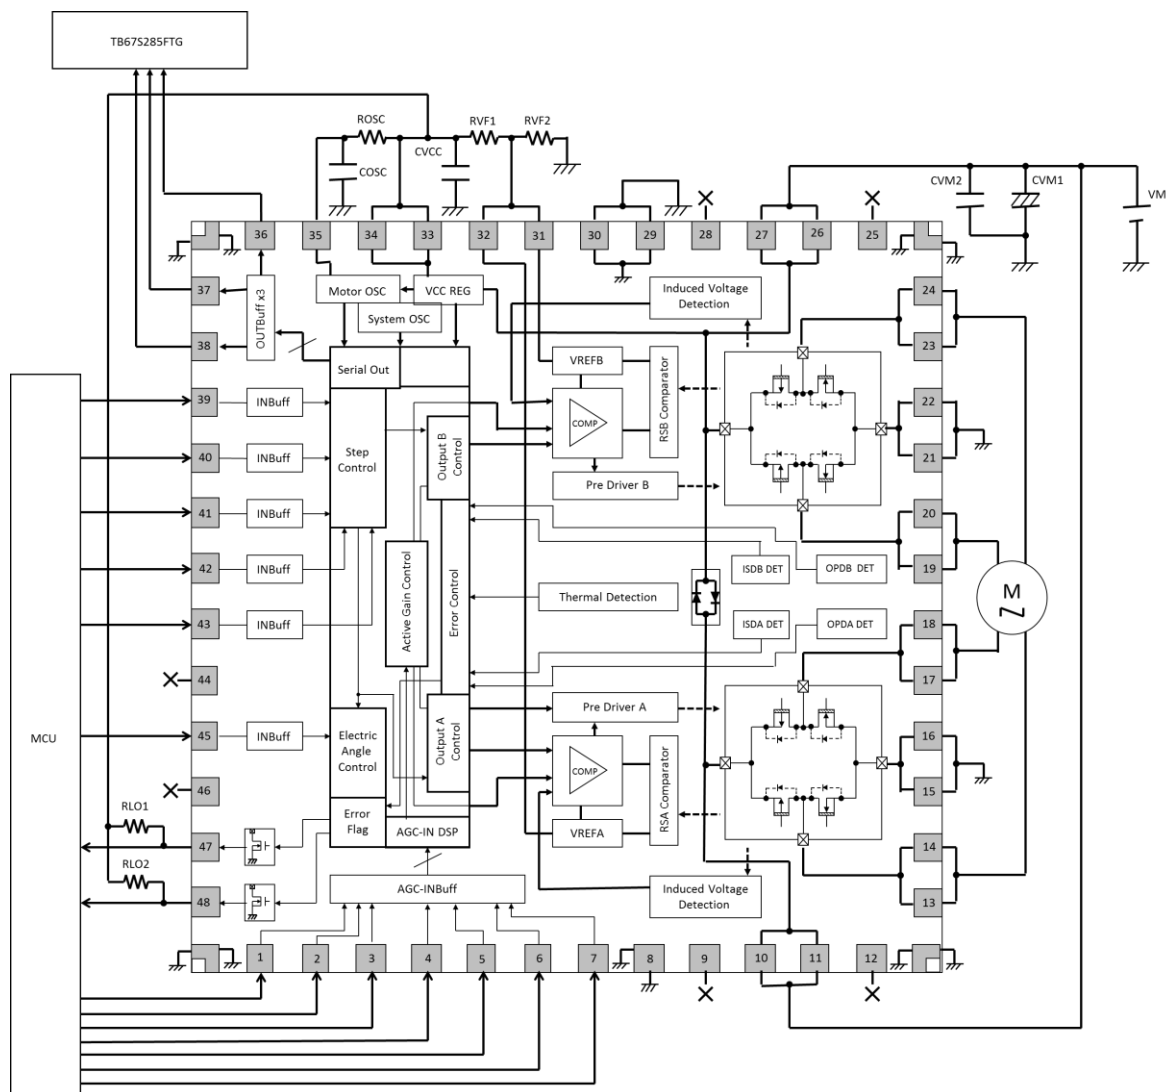 TB67S285FTG
ROSC
RVF1
RVF2
CVCC
COSC
CVM2
CVM1
VM
36
35
34
33
32
31
30
29
28
27
26
25
37
38
OUTBuff x3
Motor OSC
VCC REG
System OSC
Serial Out
Induced Voltage
Detection
24
23
22
21
20
19
18
17
16
15
14
13
MCU
39
INBuff
40
INBuff
41
INBuff
42
INBuff
43
INBuff
44
45
INBuff
46
47
48
RLO1
RLO2
Step
Control
Output B
Control
Active Gain Control
Error Control
Output A
Control
Electric
Angle
Control
Error
Flag
AGC-IN DSP
AGC-INBuff
VREFB
COMP
RSB Comparator
Pre Driver B
ISDB DET
OPDB DET
Thermal Detection
ISDA DET
OPDA DET
Pre Driver A
COMP
RSA Comparator
VREFA
Induced Voltage
Detection
M
1
2
3
4
5
6
7
8
9
10
11
12